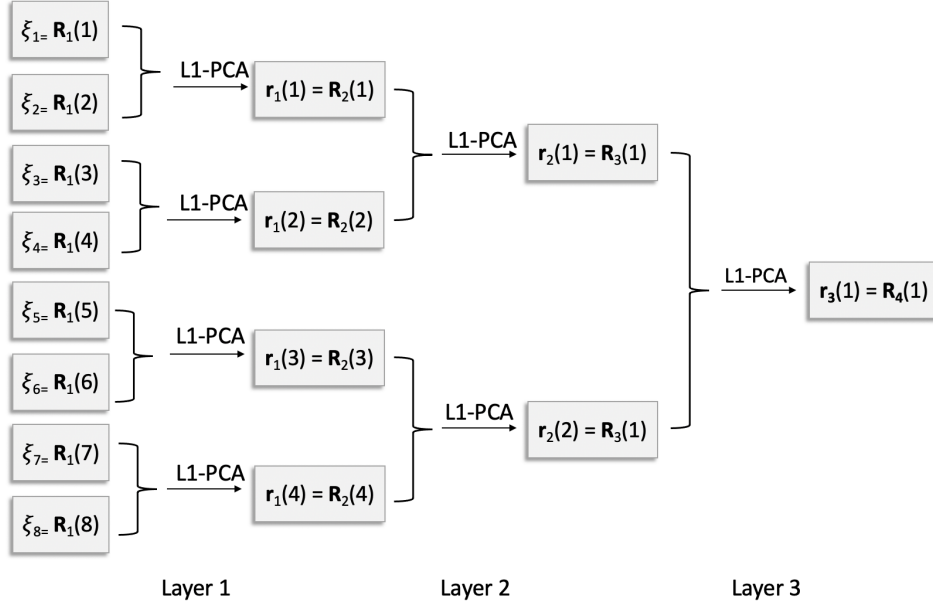 ξ₁₌ R₁(1)
ξ₂₌ R₁(2)
ξ₃₌ R₁(3)
ξ₄₌ R₁(4)
ξ₅₌ R₁(5)
ξ₆₌ R₁(6)
ξ₇₌ R₁(7)
ξ₈₌ R₁(8)
L1-PCA
L1-PCA
L1-PCA
L1-PCA
r₁(1) = R₂(1)
r₁(2) = R₂(2)
r₁(3) = R₂(3)
r₁(4) = R₂(4)
L1-PCA
L1-PCA
r₂(1) = R₃(1)
r₂(2) = R₃(1)
L1-PCA
r₃(1) = R₄(1)
Layer 1
Layer 2
Layer 3